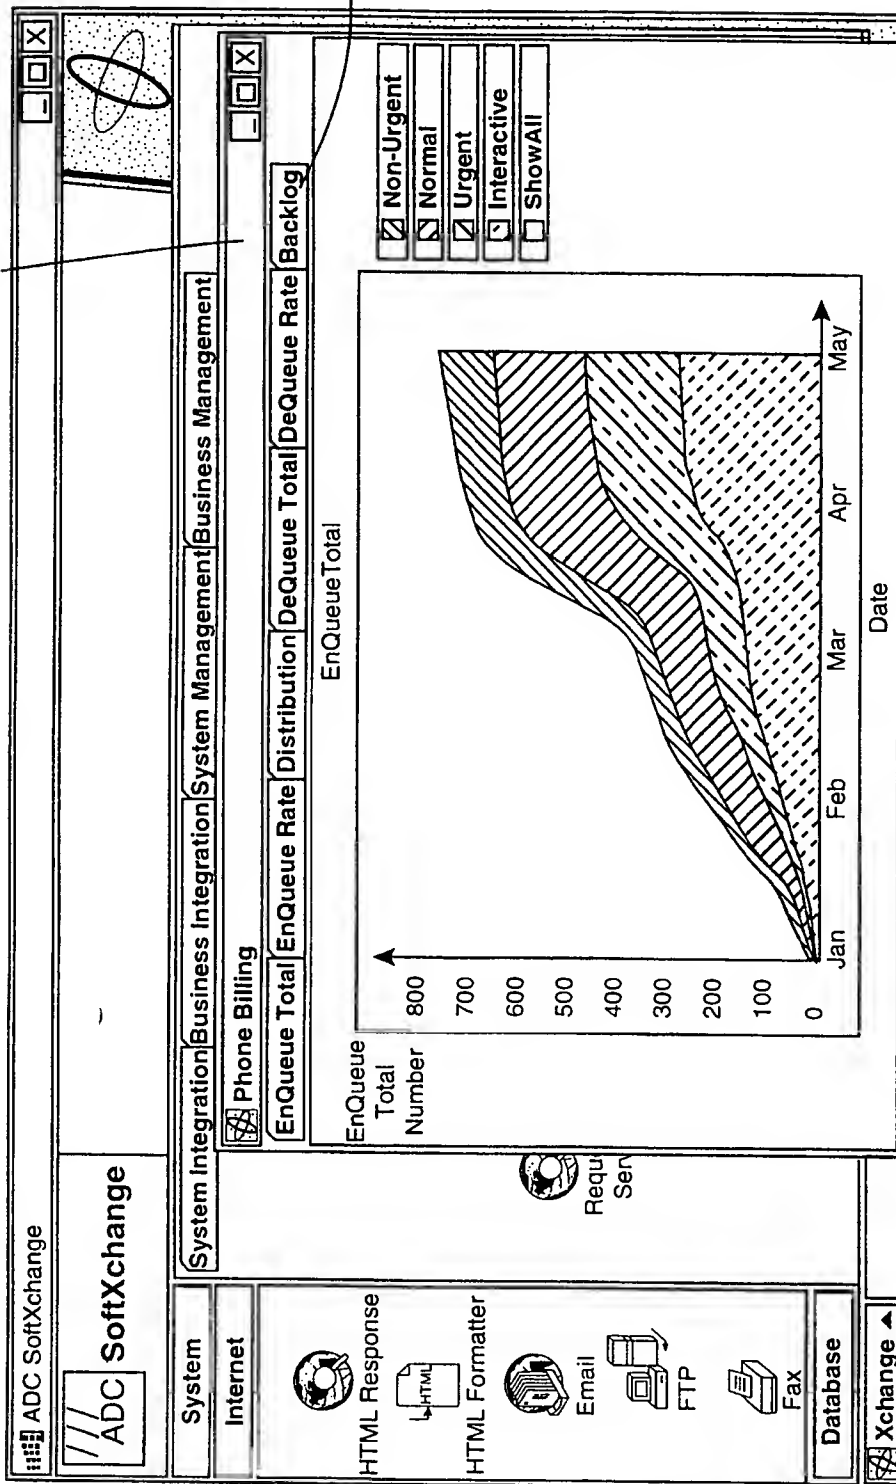 ADC SoftXchange
ADC SoftXchange
System Integration Business Integration System Management Business Management
System
Internet
HTML Response
HTML
HTML Formatter
Email
FTP
Fax
Database
Xchange
Reque
Serv
Phone Billing
EnQueue Total EnQueue Rate Distribution DeQueue Total DeQueue Rate Backlog
EnQueueTotal
EnQueue
Total
Number
800
700
600
500
400
300
200
100
0
Jan Feb Mar Apr May
Date
Non-Urgent
Normal
Urgent
Interactive
ShowAll